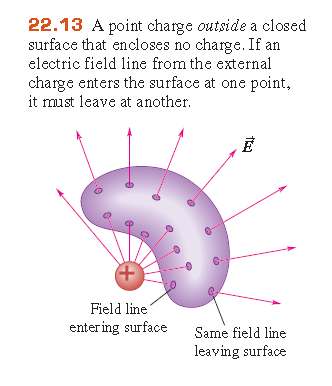 22.13 A point charge outside a closed
surface that encloses no charge. If an
electric field line from the external
charge enters the surface at one point,
it must leave at another.
E⃗
+
Field line
entering surface
Same field line
leaving surface